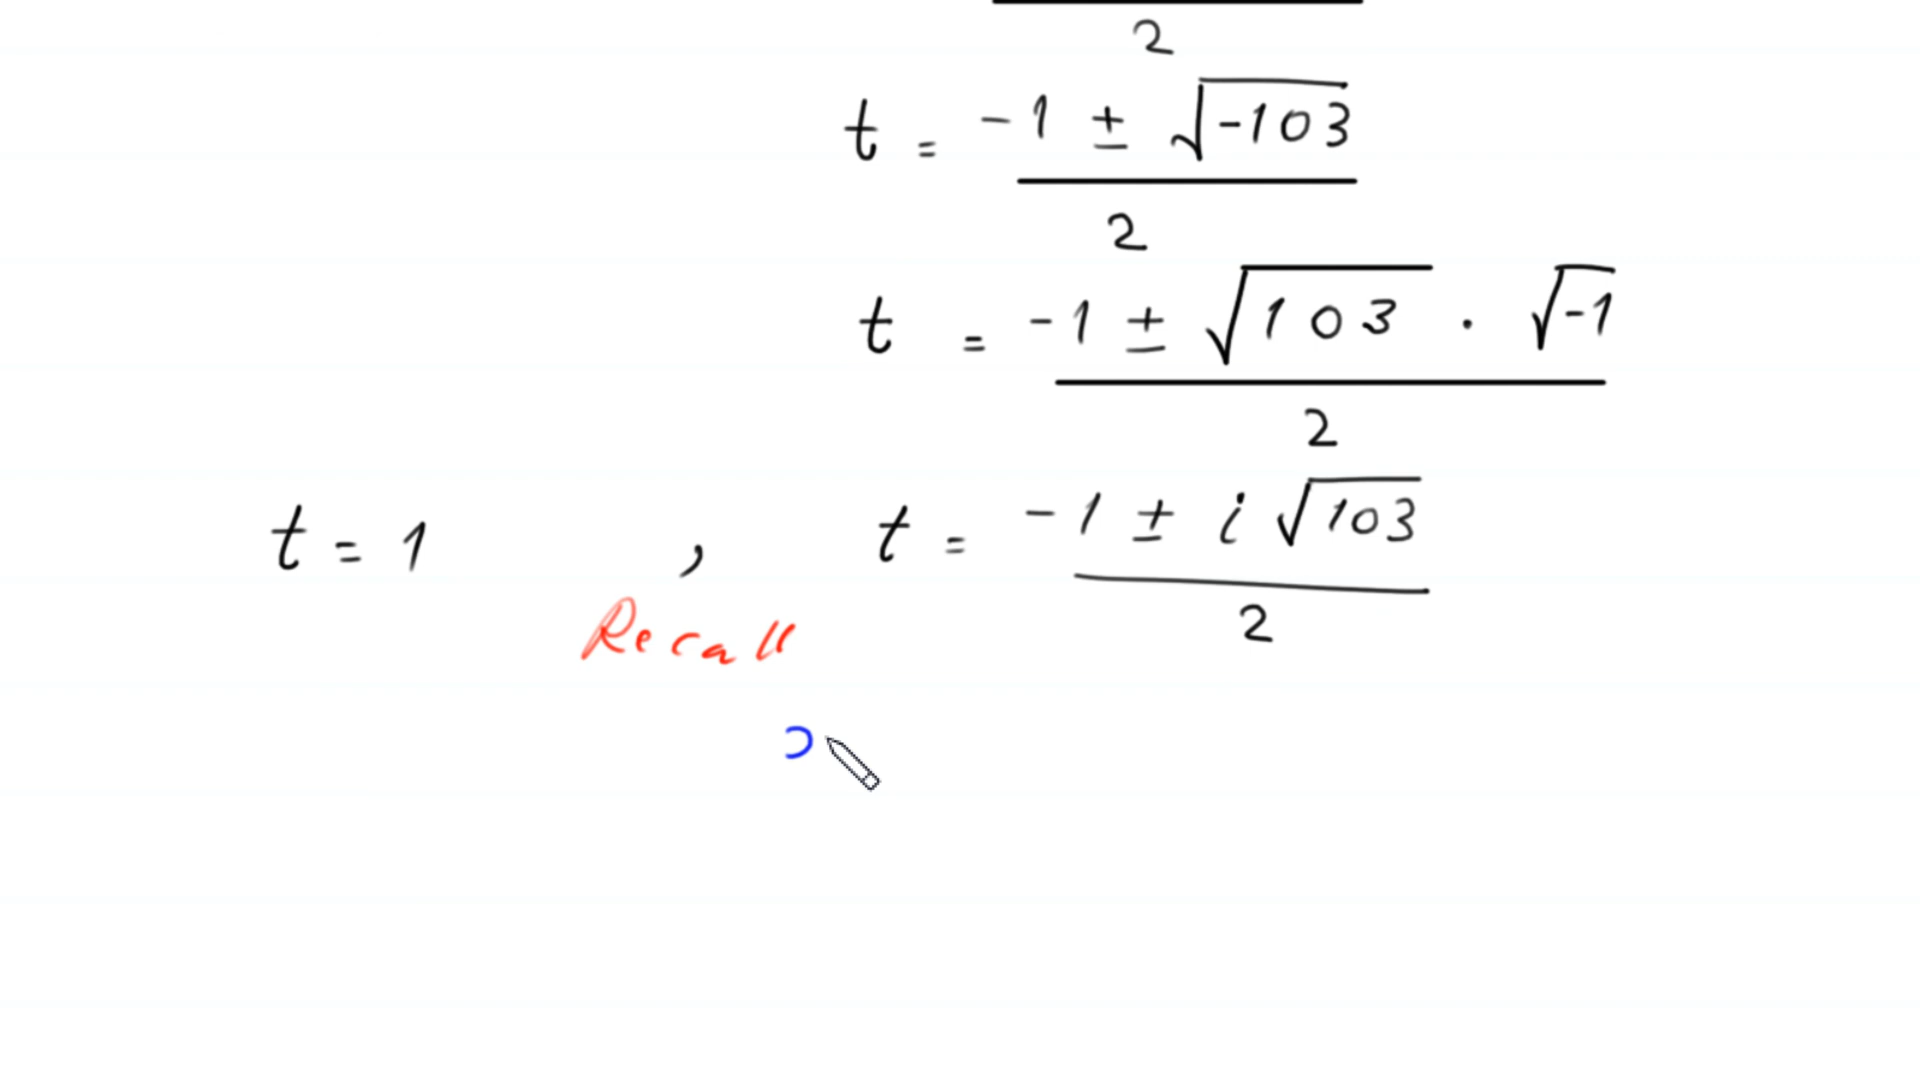 2
t = -1 ± √-103
2
t = -1 ± √103 · √-1
2
t = 1 , t = -1 ± i √103
2
Recall